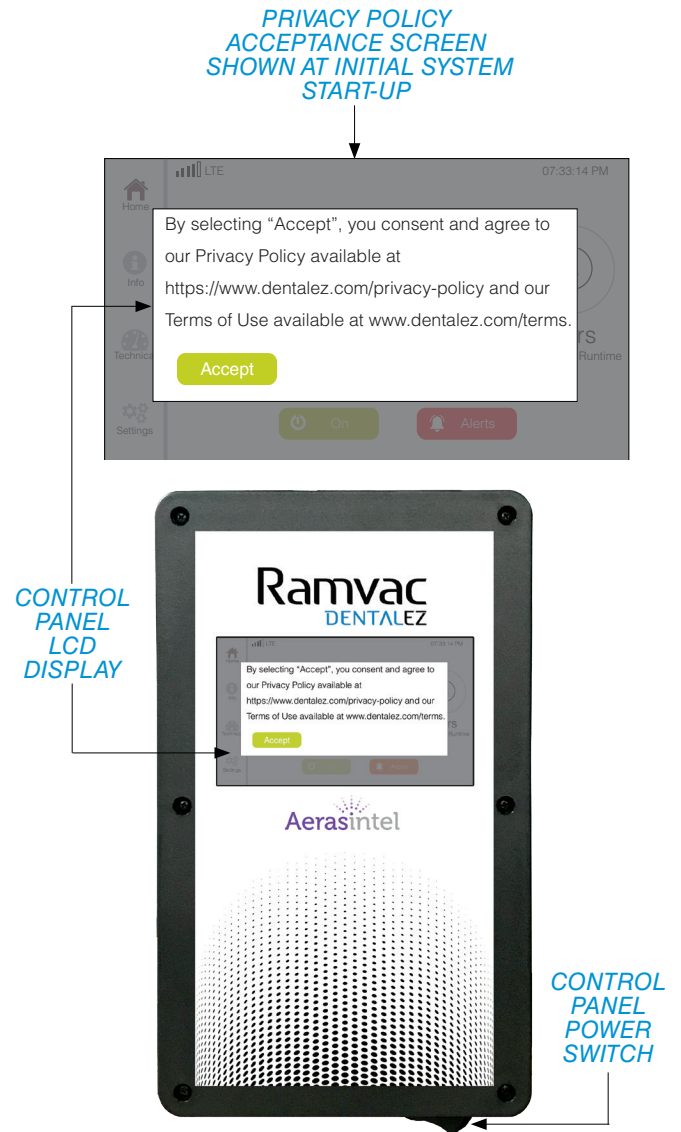 PRIVACY POLICY
ACCEPTANCE SCREEN
SHOWN AT INITIAL SYSTEM
START-UP
LTE
07:33:14 PM
Home
By selecting “Accept”, you consent and agree to
our Privacy Policy available at
https://www.dentalez.com/privacy-policy and our
Terms of Use available at www.dentalez.com/terms.
Info
Technica
rs
Runtime
Accept
Settings
On
Alerts
CONTROL
PANEL
LCD
DISPLAY
Ramvac
DENTALEZ
LTE
07:33:14 PM
Home
By selecting "Accept", you consent and agree to
our Privacy Policy available at
https://www.dentalez.com/privacy-policy and our
Terms of Use available at www.dentalez.com/terms.
rs
Runtime
Accept
Settings
Aerasintel
CONTROL
PANEL
POWER
SWITCH